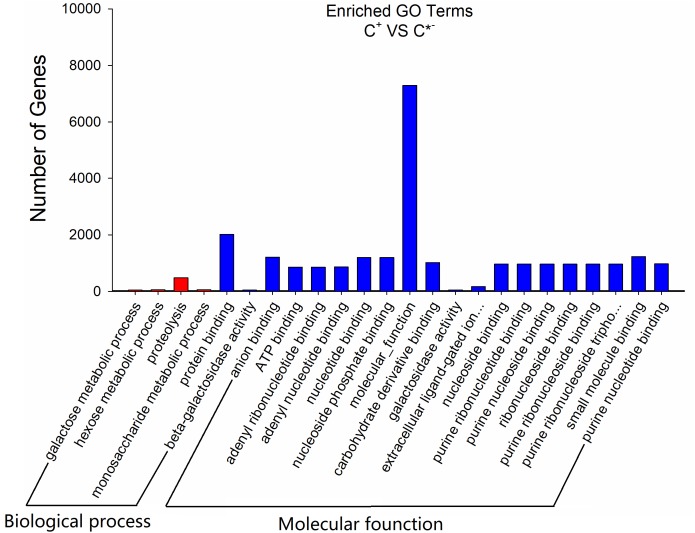 Enriched GO Terms
C+ VS C*-
Number of Genes
10000
8000
6000
4000
2000
0
galactose metabolic process
hexose metabolic process
proteolysis
monosaccharide metabolic process
protein binding
beta-galactosidase activity
anion binding
ATP binding
adenyl ribonucleotide binding
adenyl nucleotide binding
nucleotide binding
nucleoside phosphate binding
molecular_function
carbohydrate derivative binding
galactosidase activity
extracellular ligand-gated ion...
nucleoside binding
purine ribonucleotide binding
purine nucleoside binding
ribonucleoside binding
purine ribonucleoside binding
purine ribonucleoside tripho...
small molecule binding
purine nucleotide binding
Biological process
Molecular founction